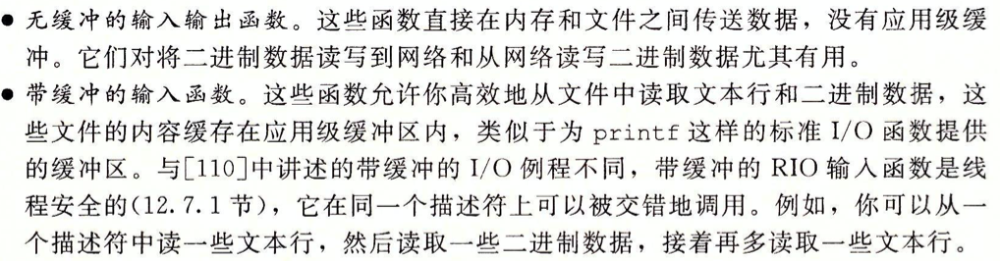 ● 无缓冲的输入输出函数。这些函数直接在内存和文件之间传送数据，没有应用级缓
冲。它们对将二进制数据读写到网络和从网络读写二进制数据尤其有用。
● 带缓冲的输入函数。这些函数允许你高效地从文件中读取文本行和二进制数据，这
些文件的内容缓存在应用级缓冲区内，类似于为 printf 这样的标准 I/O 函数提供
的缓冲区。与[110]中讲述的带缓冲的 I/O 例程不同，带缓冲的 RIO 输入函数是线
程安全的(12.7.1 节)，它在同一个描述符上可以被交错地调用。例如，你可以从一
个描述符中读一些文本行，然后读取一些二进制数据，接着再多读取一些文本行。